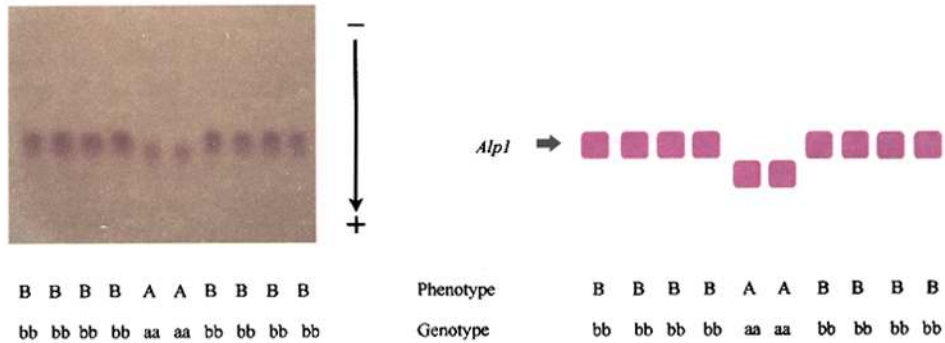 −
+
Alp1
B B B B A A B B B B Phenotype B B B B A A B B B B
bb bb bb bb aa aa bb bb bb bb Genotype bb bb bb bb aa aa bb bb bb bb